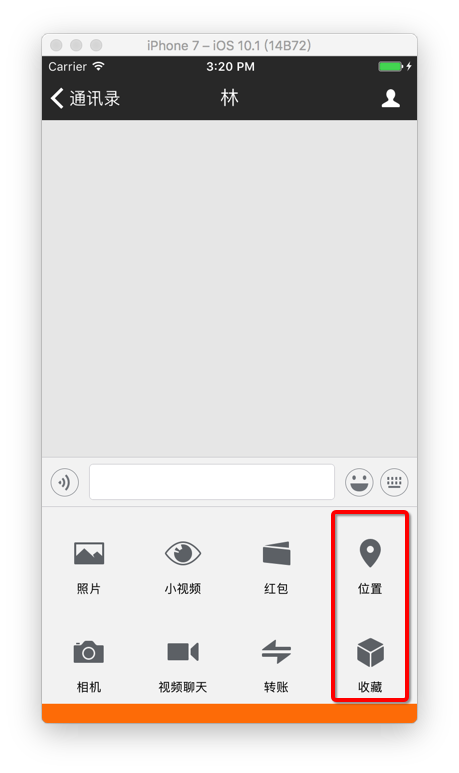 iPhone 7 – iOS 10.1 (14B72)
Carrier 3:20 PM
通讯录 林
照片 小视频 红包 位置
相机 视频聊天 转账 收藏